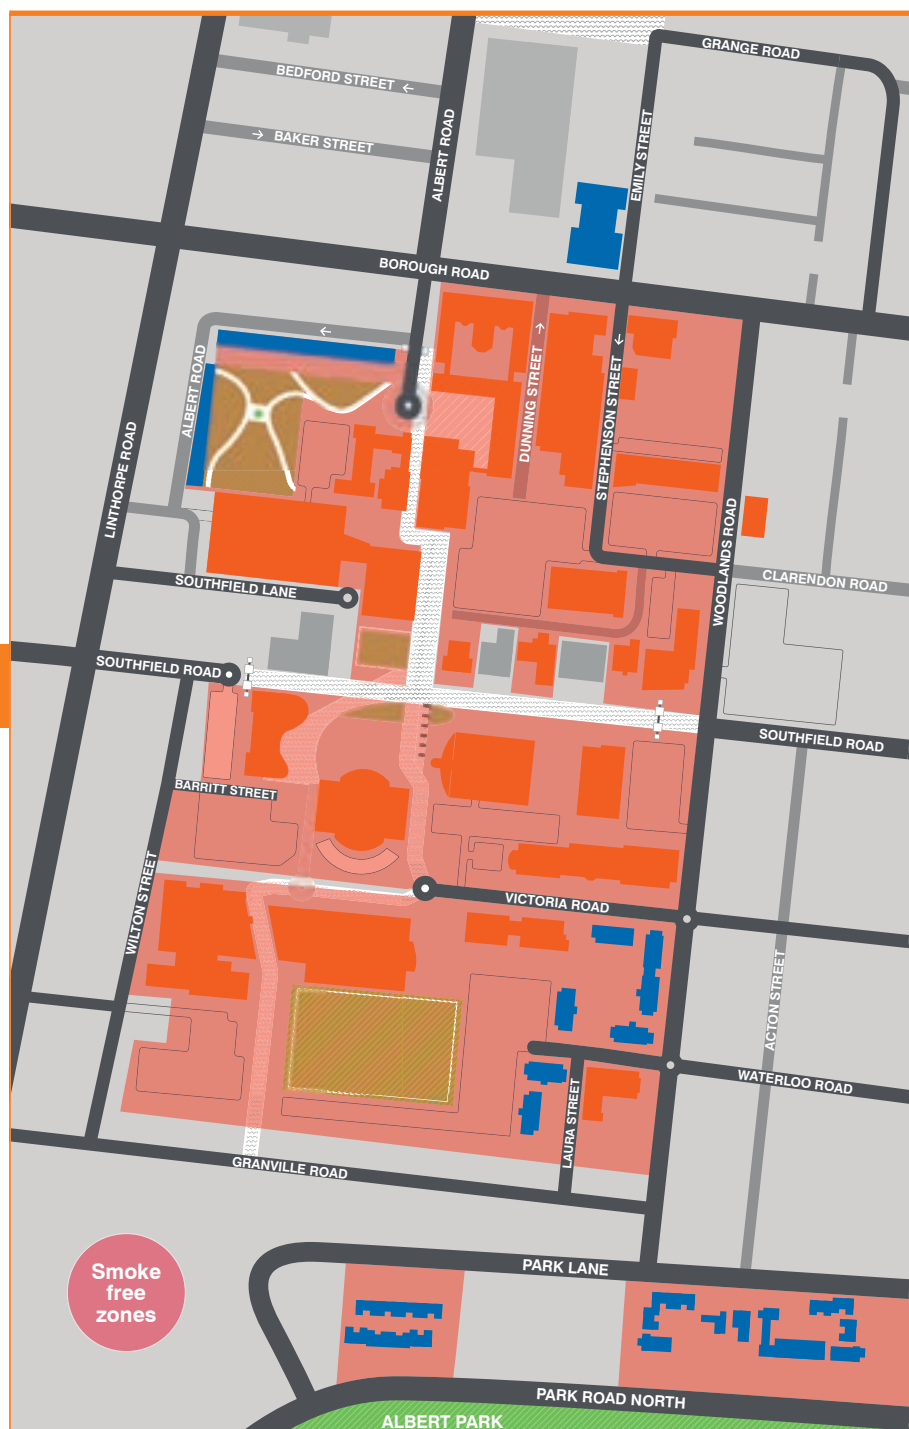 GRANGE ROAD
BEDFORD STREET
BAKER STREET
ALBERT ROAD
EMILY STREET
BOROUGH ROAD
ALBERT ROAD
DUNNING STREET
STEPHENSON STREET
LINTHORPE ROAD
WOODLANDS ROAD
CLARENDON ROAD
SOUTHFIELD LANE
SOUTHFIELD ROAD
SOUTHFIELD ROAD
BARRITT STREET
WILTON STREET
VICTORIA ROAD
ACTON STREET
WATERLOO ROAD
LAURA STREET
GRANVILLE ROAD
Smoke
free
zones
PARK LANE
PARK ROAD NORTH
ALBERT PARK